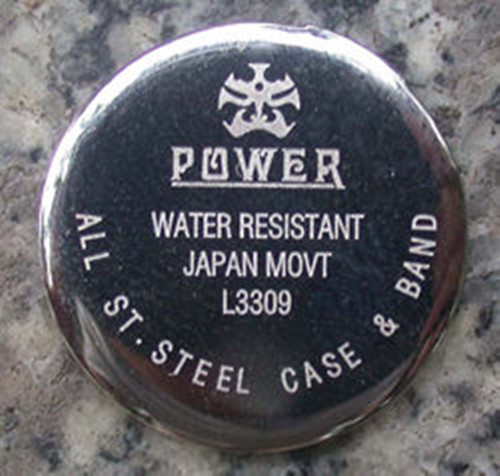 POWER
WATER RESISTANT
JAPAN MOVT
L3309
ALL ST. STEEL CASE & BAND